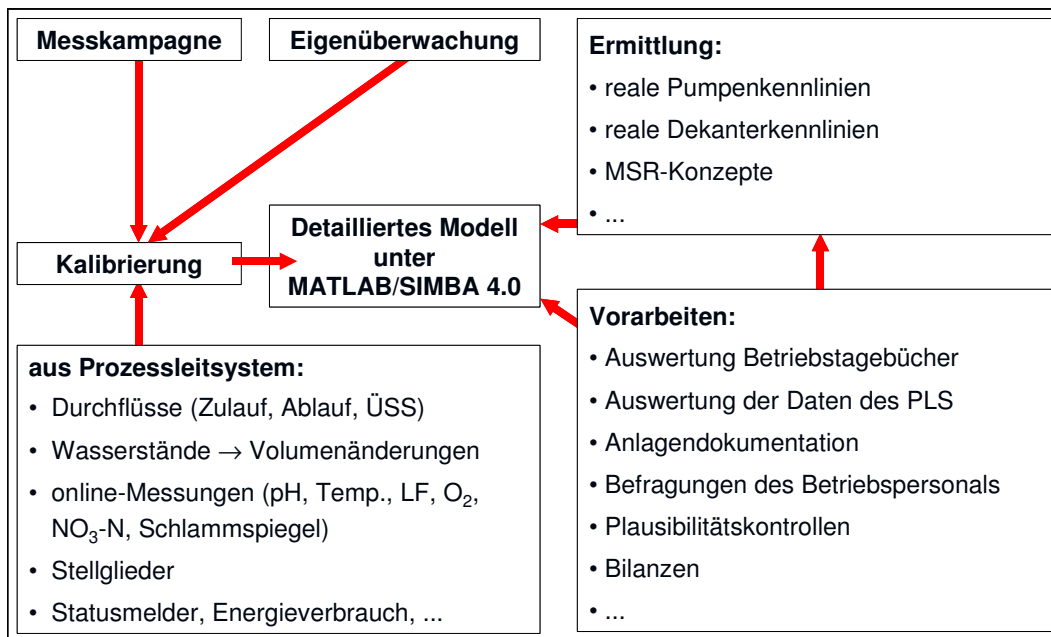 Messkampagne
Eigenüberwachung
Ermittlung:
• reale Pumpenkennlinien
• reale Dekanterkennlinien
• MSR-Konzepte
• ...
Kalibrierung
Detailliertes Modell
unter
MATLAB/SIMBA 4.0
aus Prozessleitsystem:
• Durchflüsse (Zulauf, Ablauf, ÜSS)
• Wasserstände → Volumenänderungen
• online-Messungen (pH, Temp., LF, O₂,
NO₃-N, Schlammspiegel)
• Stellglieder
• Statusmelder, Energieverbrauch, ...
Vorarbeiten:
• Auswertung Betriebstagebücher
• Auswertung der Daten des PLS
• Anlagendokumentation
• Befragungen des Betriebspersonals
• Plausibilitätskontrollen
• Bilanzen
• ...